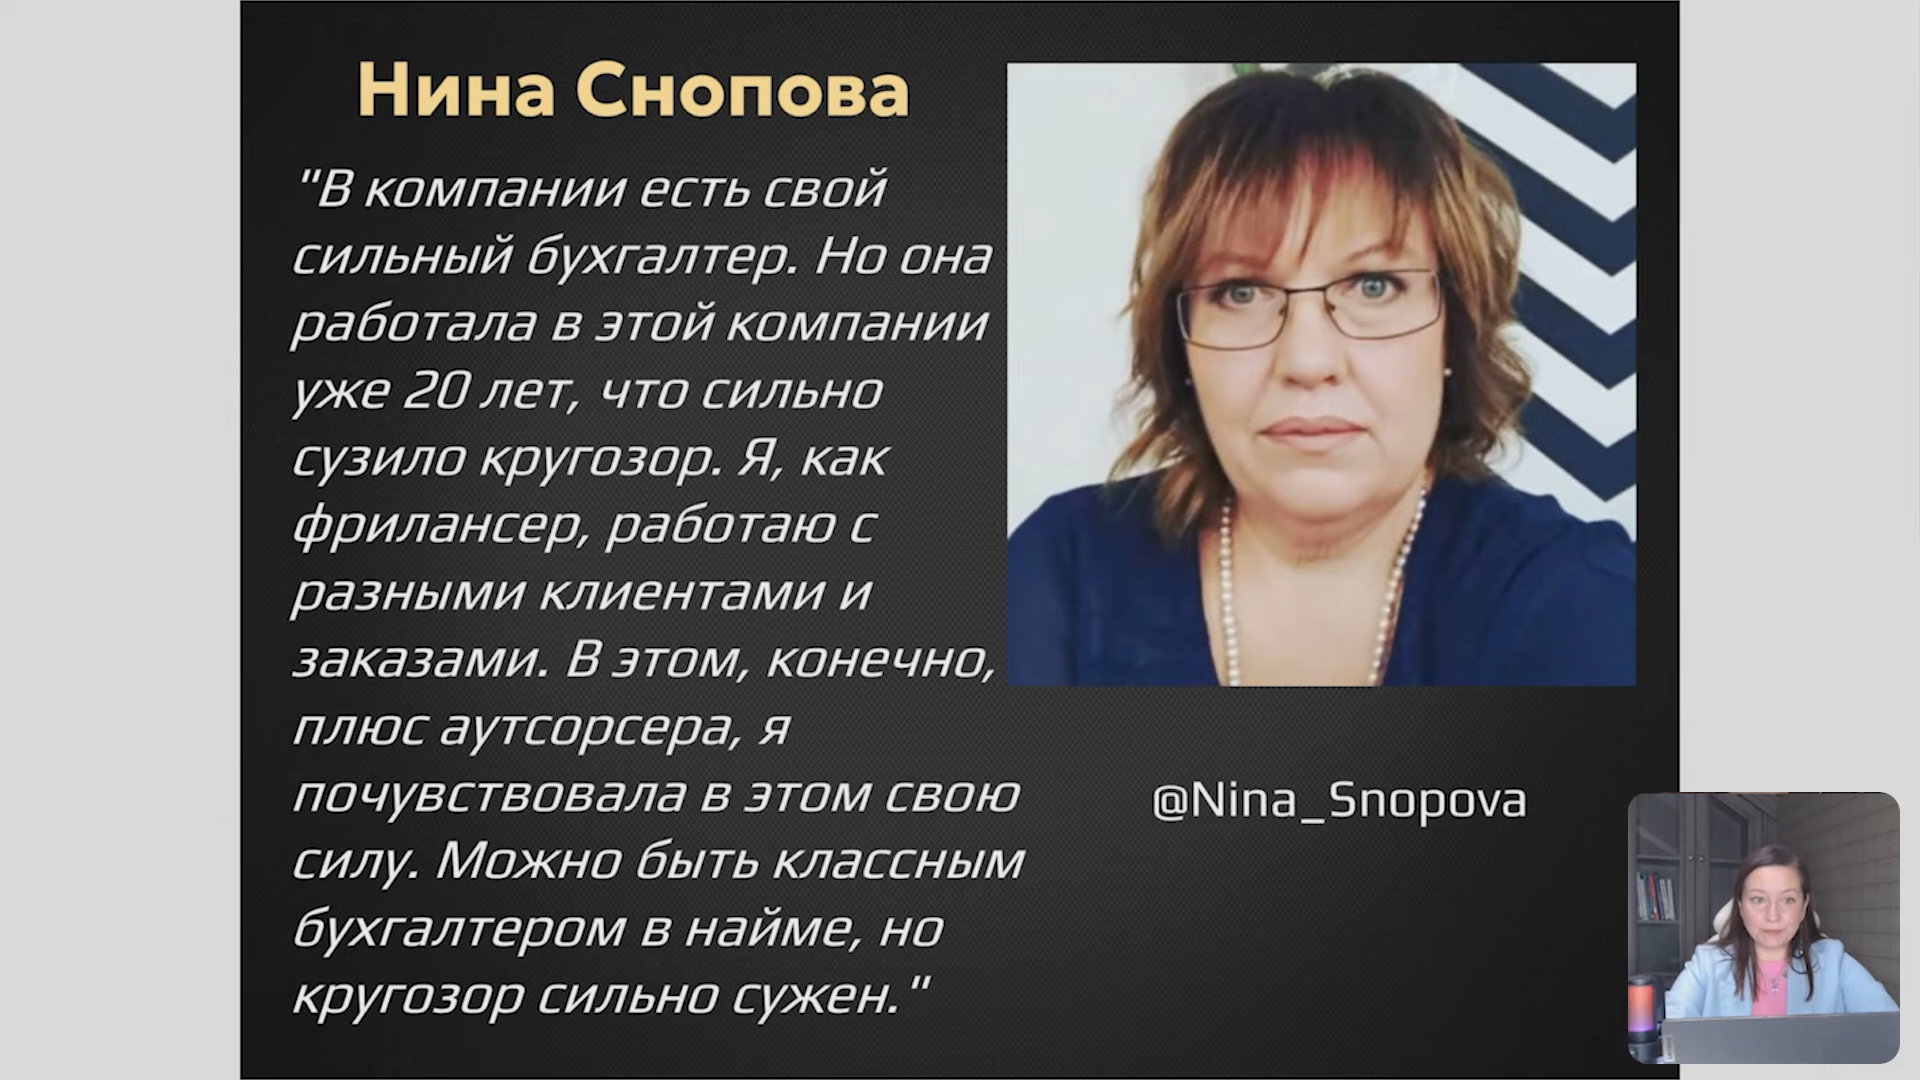 Нина Снопова
"В компании есть свой
сильный бухгалтер. Но она
работала в этой компании
уже 20 лет, что сильно
сузило кругозор. Я, как
фрилансер, работаю с
разными клиентами и
заказами. В этом, конечно,
плюс аутсорсера, я
почувствовала в этом свою
силу. Можно быть классным
бухгалтером в найме, но
кругозор сильно сужен."
@Nina_Snopova